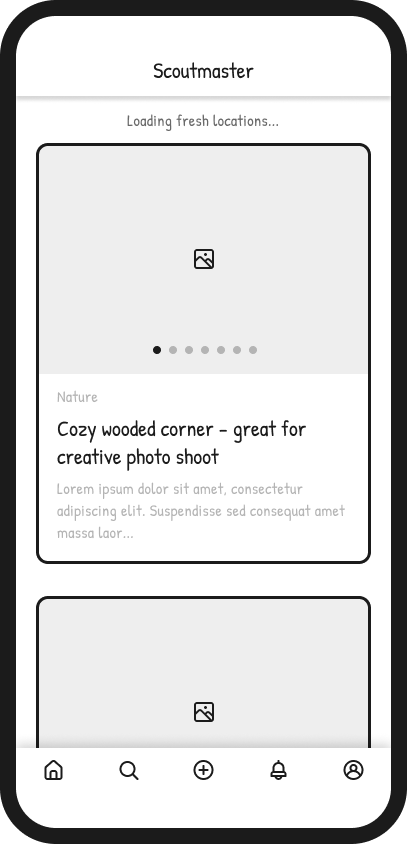 Scoutmaster
Loading fresh locations...
Nature
Cozy wooded corner - great for
creative photo shoot
Lorem ipsum dolor sit amet, consectetur
adipiscing elit. Suspendisse sed consequat amet
massa laor...